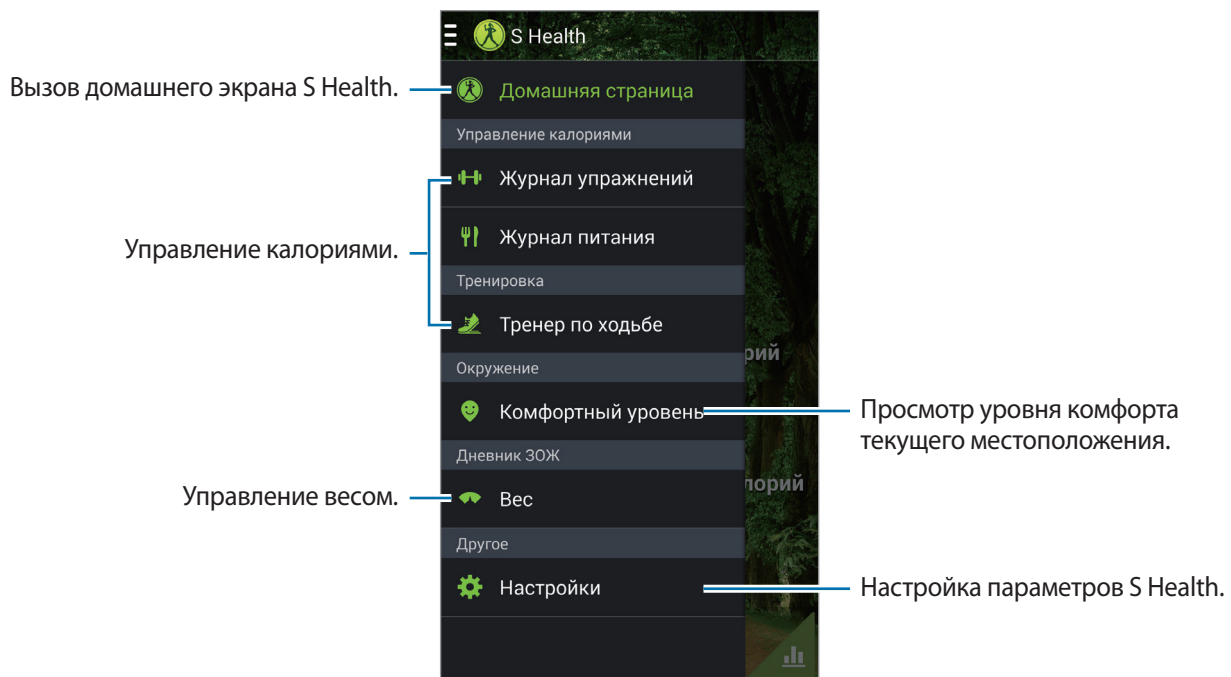 S Health
Вызов домашнего экрана S Health.
Домашняя страница
Управление калориями
Журнал упражнений
Управление калориями.
Журнал питания
Тренировка
Тренер по ходьбе
рий
Окружение
Комфортный уровень
Просмотр уровня комфорта
текущего местоположения.
Дневник ЗОЖ
лорий
Управление весом.
Вес
Другое
Настройки
Настройка параметров S Health.